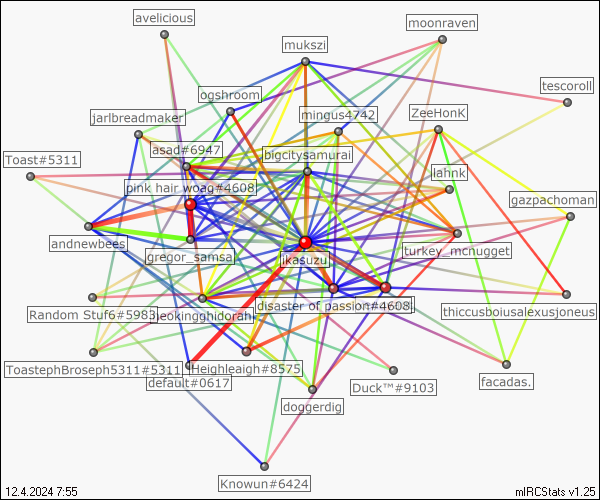 avelicious
moonraven
mukszi
tescoroll
ogshroom
mingus4742
ZeeHonK
jarlbreadmaker
asad#6947
bigcitysamurai
Toast#5311
lahnk
pink hair woag#4608
gazpachoman
andnewbees
gregor_samsa
jkasuzu
turkey_mcnugget
Random Stuf6#5983
neokingghidorah
disaster of passion#4608
thiccusboiusalexusjoneus
ToastephBroseph5311#5311
Heighleaigh#8575
default#0617
Duck™#9103
facadas.
doggerdig
Knowun#6424
12.4.2024 7:55
mIRCStats v1.25